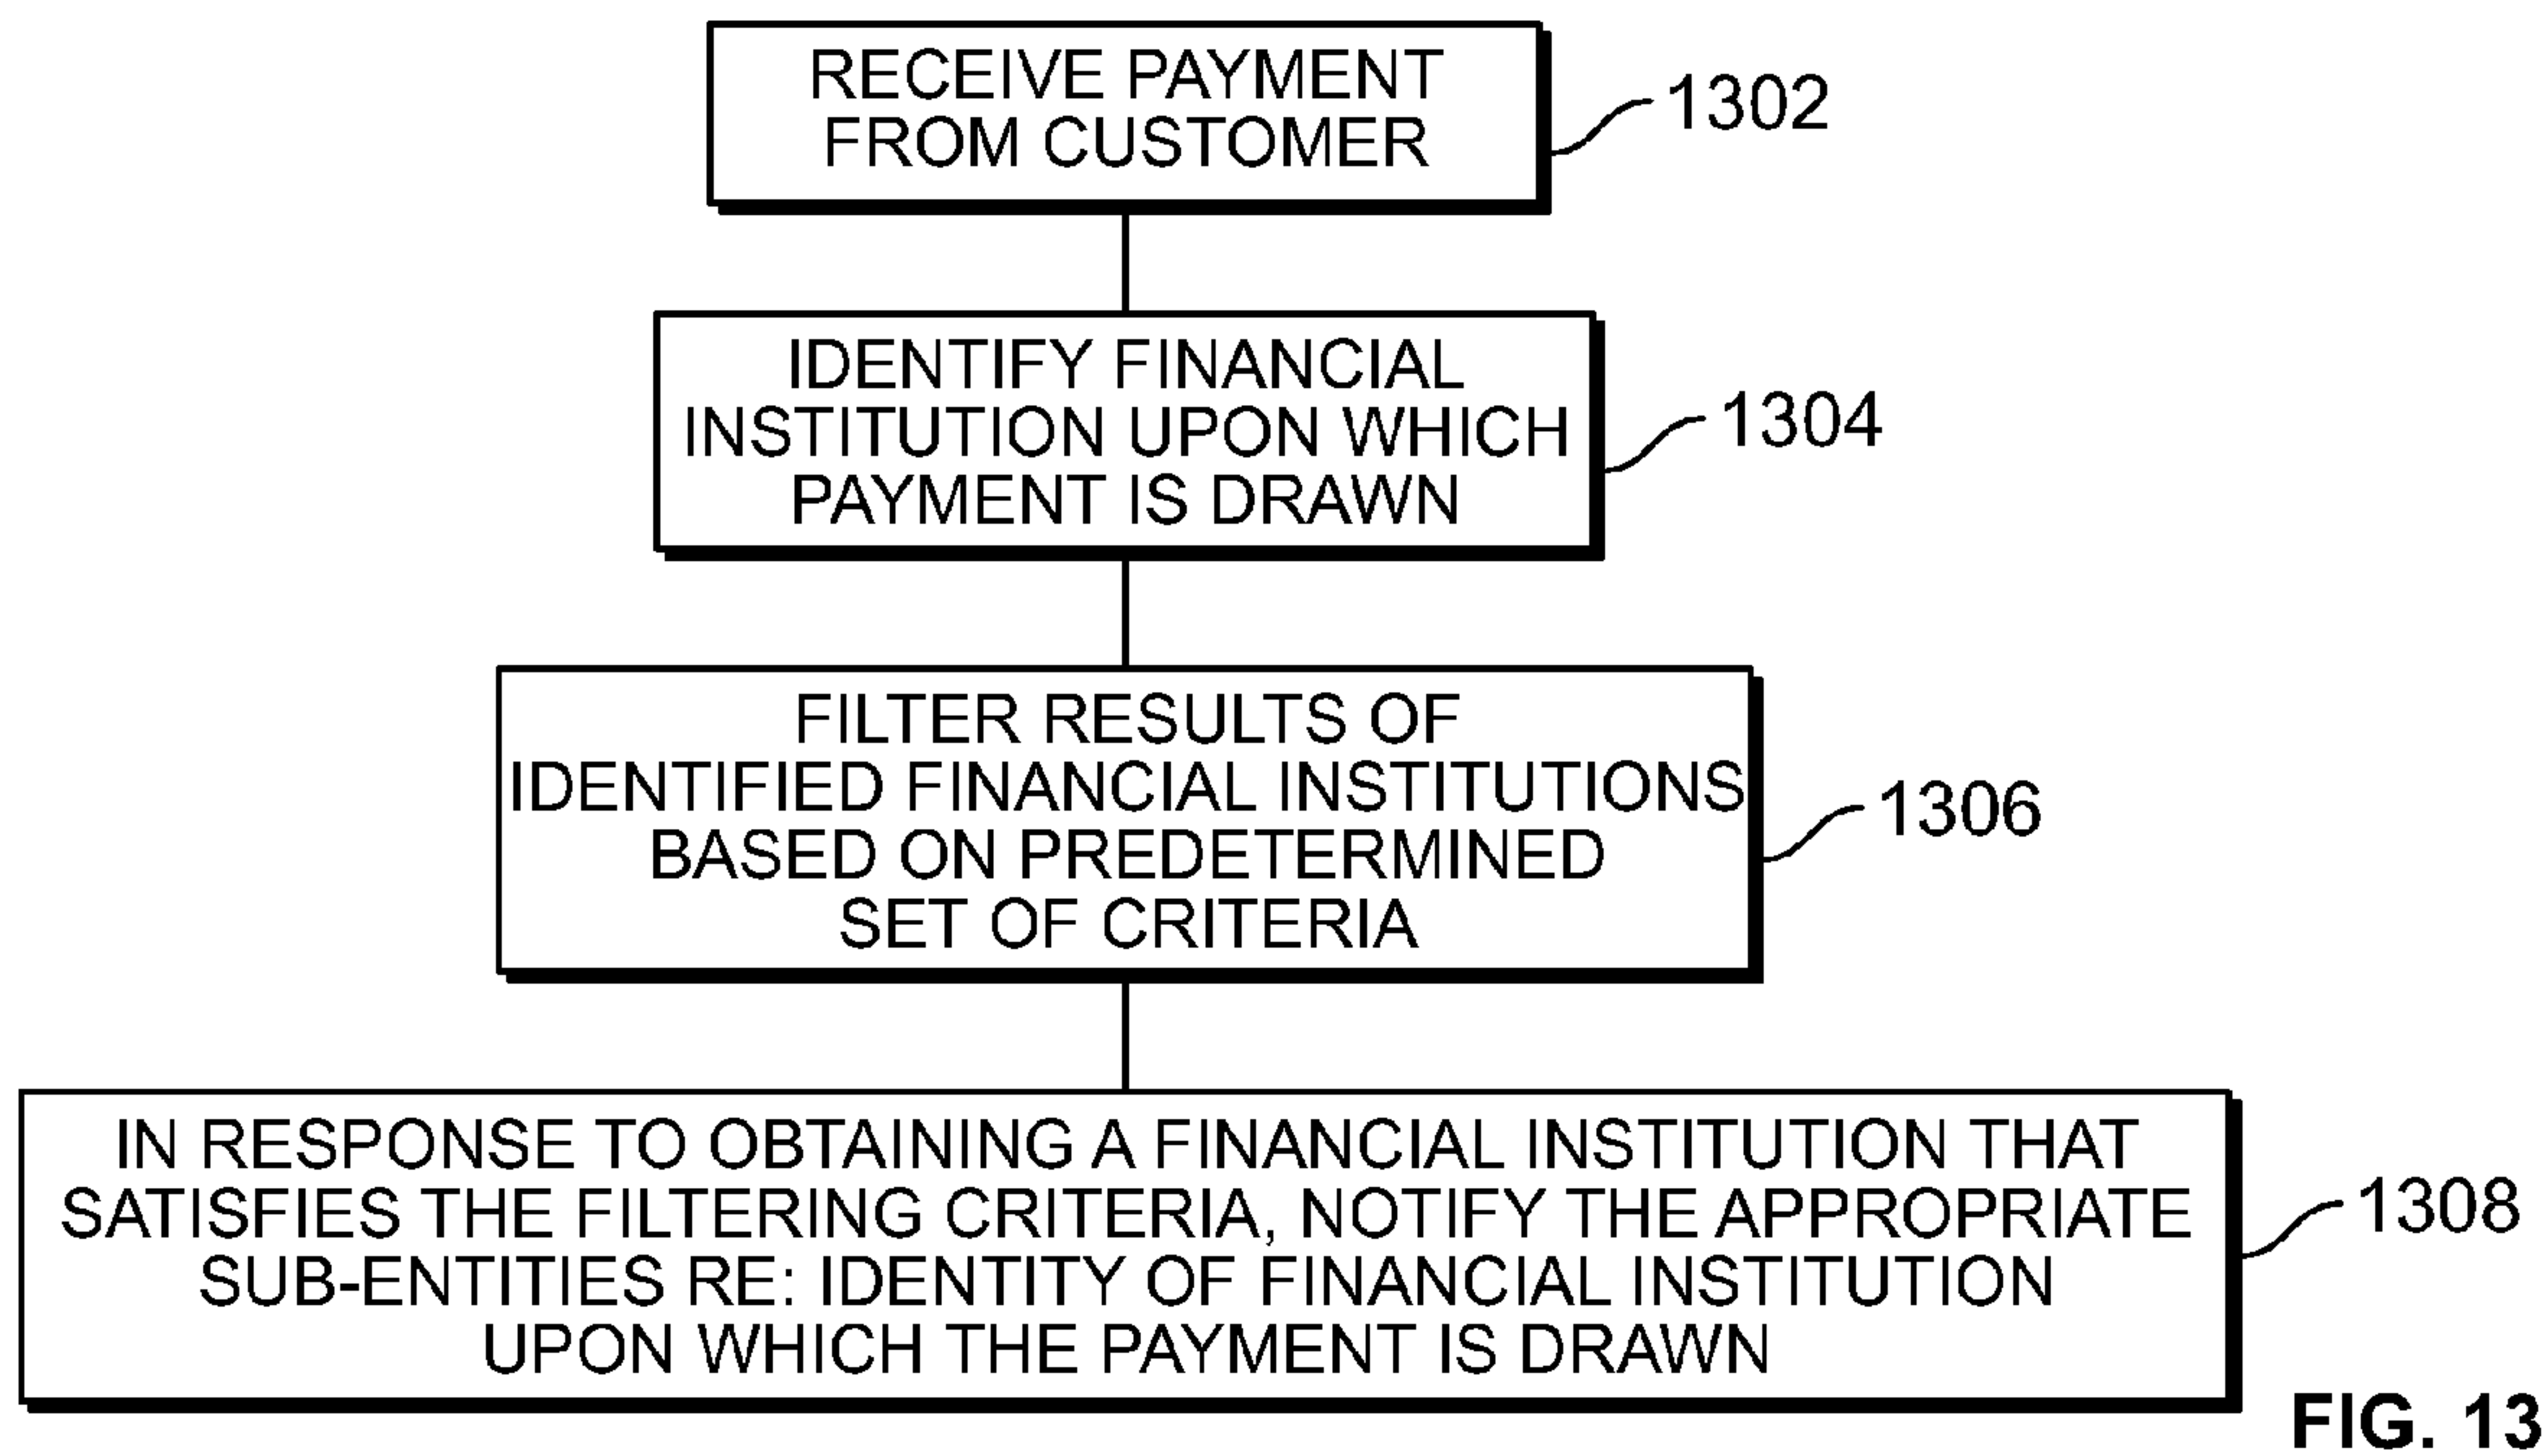 RECEIVE PAYMENT
FROM CUSTOMER
1302
IDENTIFY FINANCIAL
INSTITUTION UPON WHICH
PAYMENT IS DRAWN
1304
FILTER RESULTS OF
IDENTIFIED FINANCIAL INSTITUTIONS
BASED ON PREDETERMINED
SET OF CRITERIA
1306
IN RESPONSE TO OBTAINING A FINANCIAL INSTITUTION THAT
SATISFIES THE FILTERING CRITERIA, NOTIFY THE APPROPRIATE
SUB-ENTITIES RE: IDENTITY OF FINANCIAL INSTITUTION
UPON WHICH THE PAYMENT IS DRAWN
1308
FIG. 13